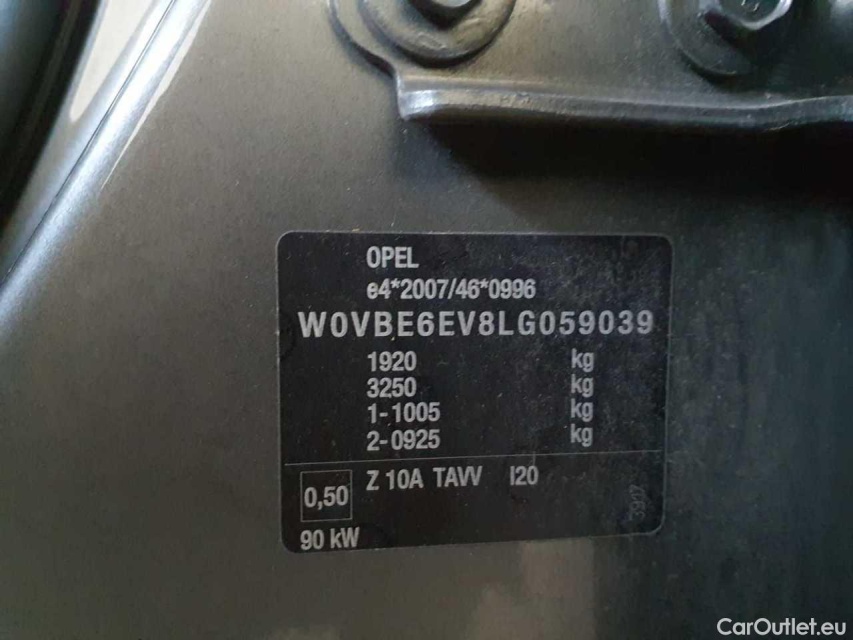 OPEL
e4*2007/46*0996
W0VBE6EV8LG059039
1920 kg
3250 kg
1-1005 kg
2-0925 kg
0,50 Z 10A TAVV I20
3917
90 kW
CarOutlet.eu